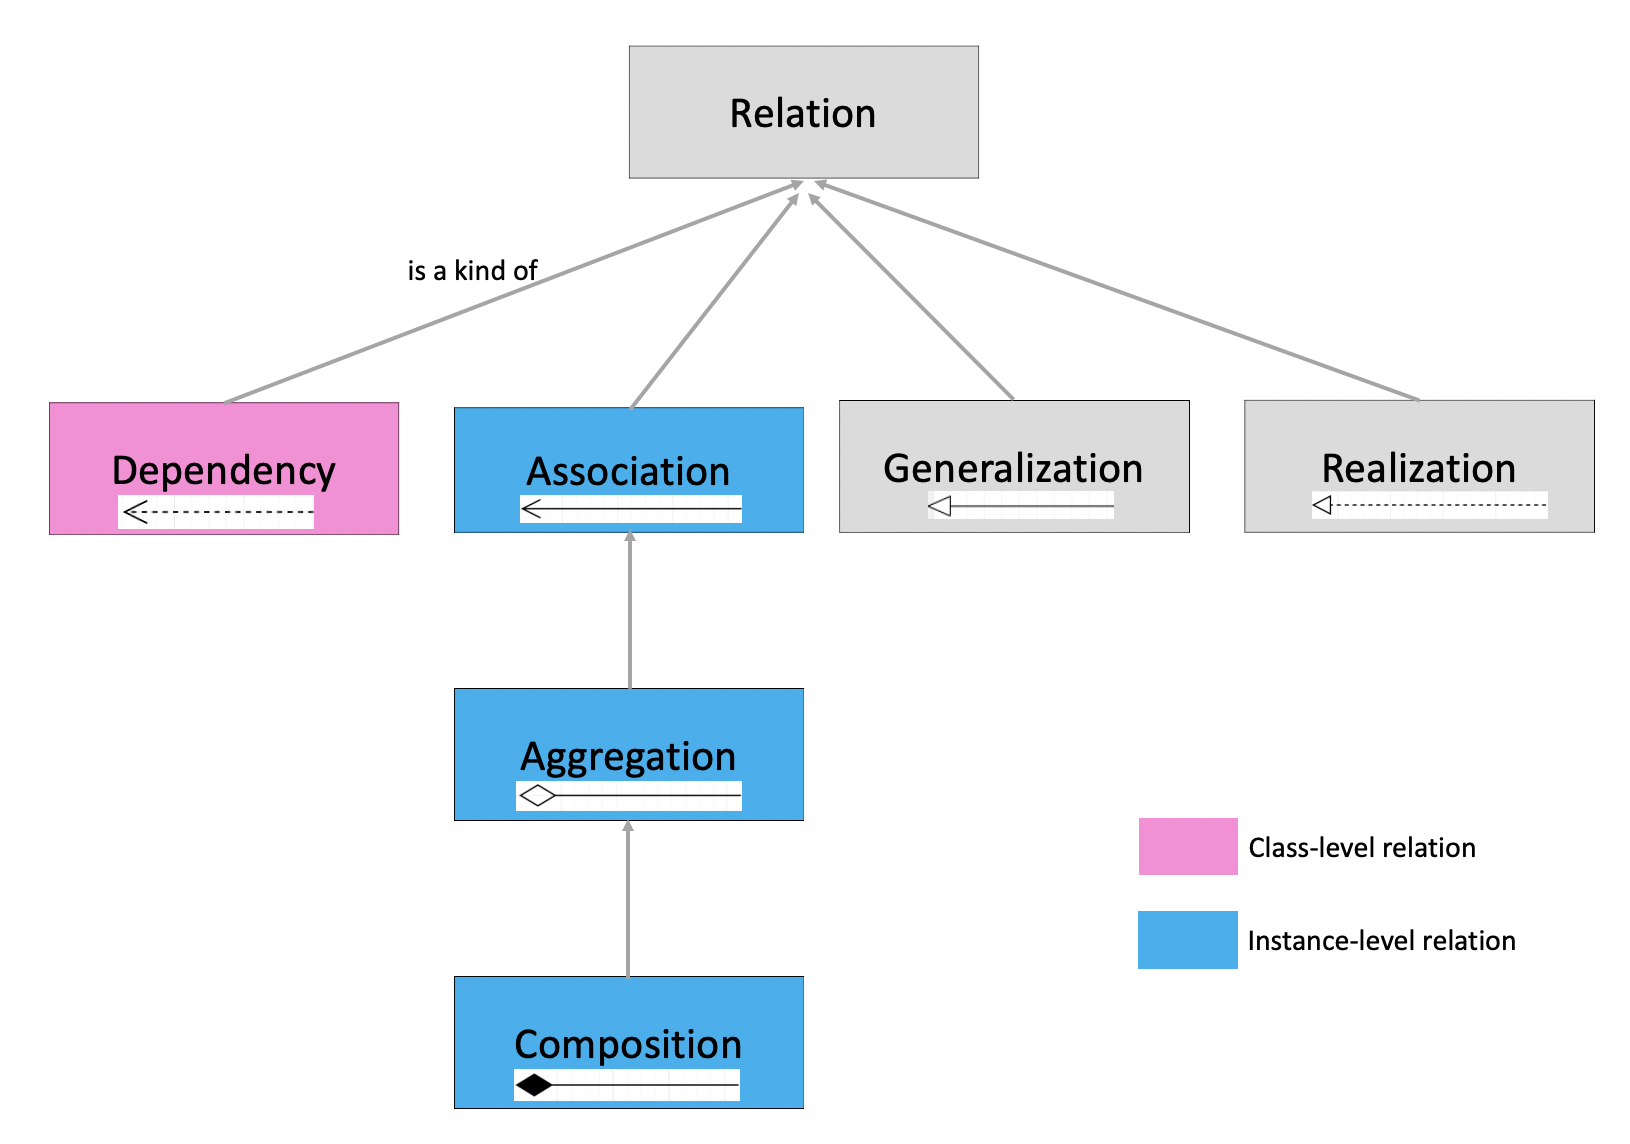 Relation
is a kind of
Dependency
Association
Generalization
Realization
Aggregation
Class-level relation
Instance-level relation
Composition